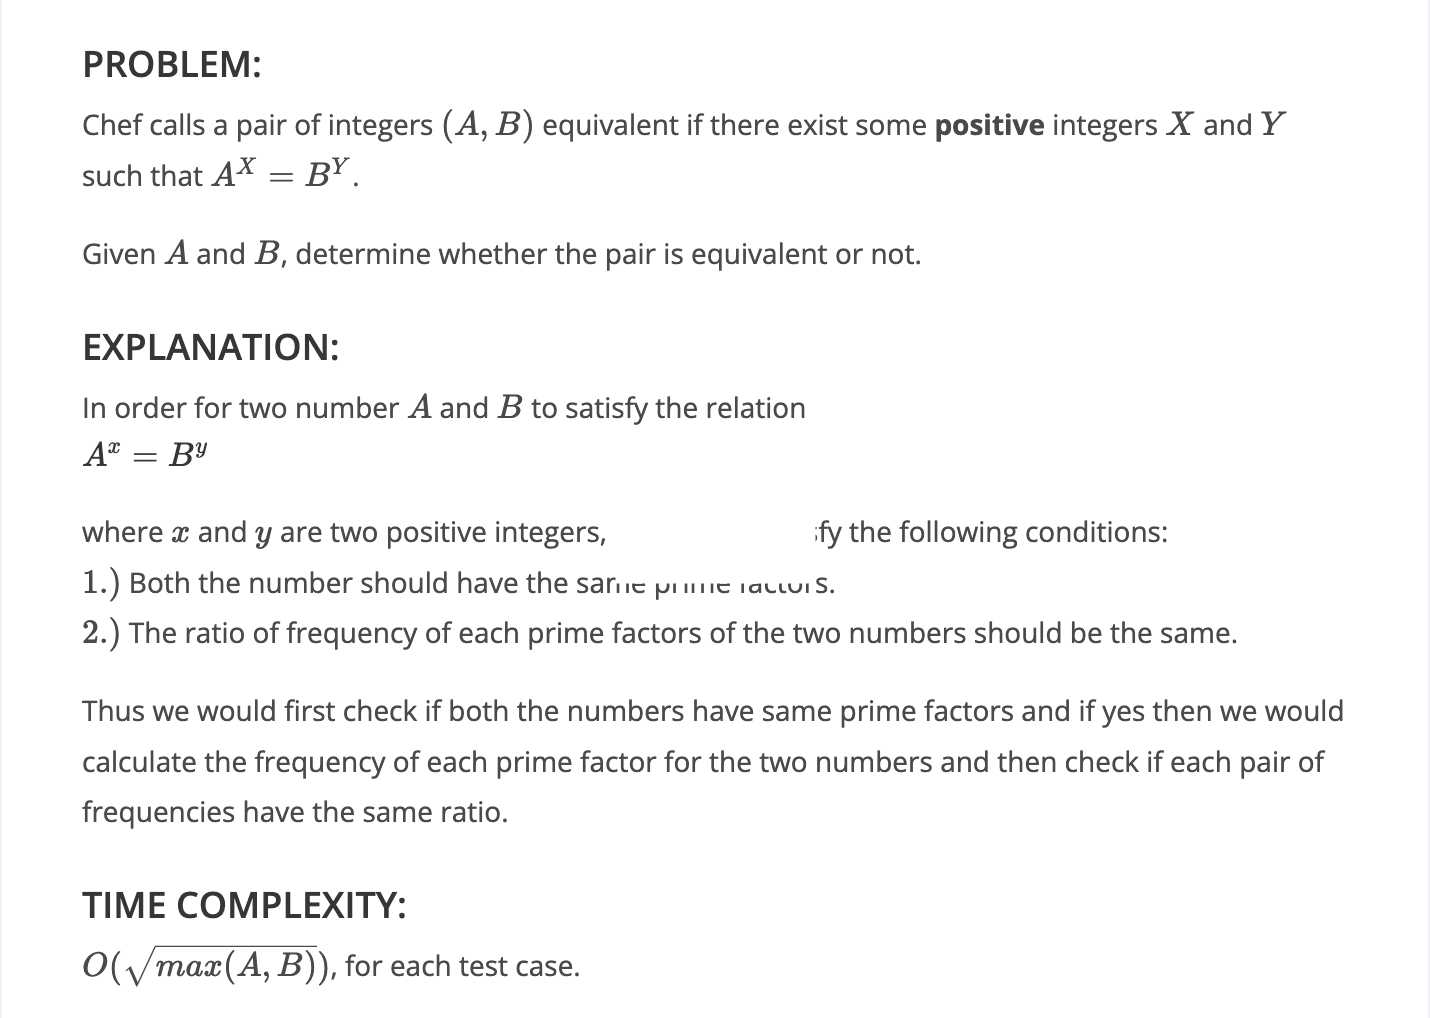 PROBLEM:
Chef calls a pair of integers (A, B) equivalent if there exist some positive integers X and Y
such that A^X = B^Y.
Given A and B, determine whether the pair is equivalent or not.
EXPLANATION:
In order for two number A and B to satisfy the relation
A^x = B^y
where x and y are two positive integers, the following conditions:
1.) Both the number should have the same prime factors.
2.) The ratio of frequency of each prime factors of the two numbers should be the same.
Thus we would first check if both the numbers have same prime factors and if yes then we would
calculate the frequency of each prime factor for the two numbers and then check if each pair of
frequencies have the same ratio.
TIME COMPLEXITY:
O(√max(A, B)), for each test case.